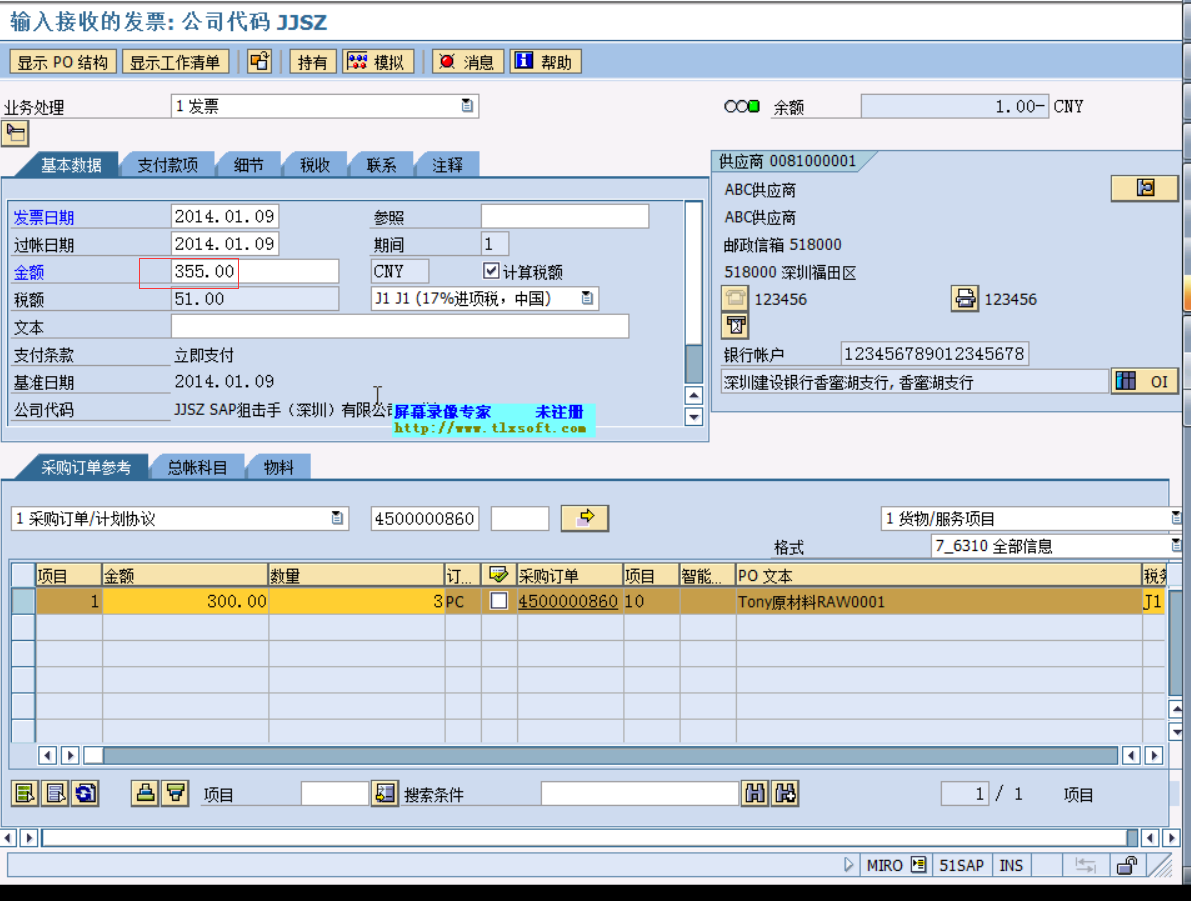 输入接收的发票: 公司代码 JJSZ
显示 PO 结构 显示工作清单 持有 模拟 消息 帮助
业务处理 1 发票 余额 1.00- CNY
基本数据 支付款项 细节 税收 联系 注释
供应商 0081000001
发票日期 2014.01.09 参照
过帐日期 2014.01.09 期间 1
金额 355.00 CNY 计算税额
税额 51.00 J1 J1 (17%进项税，中国)
文本
支付条款 立即支付
基准日期 2014.01.09
公司代码 JJSZ SAP狙击手（深圳）有限公司
屏幕录像专家 未注册
http://www.tlxsoft.com
ABC供应商
ABC供应商
邮政信箱 518000
518000 深圳福田区
123456 123456
银行帐户 123456789012345678
深圳建设银行香蜜湖支行, 香蜜湖支行 OI
采购订单参考 总帐科目 物料
1 采购订单/计划协议 4500000860 1 货物/服务项目
格式 7_6310 全部信息
项目 金额 数量 订... 采购订单 项目 智能... PO 文本 税务
1 300.00 3 PC 4500000860 10 Tony原材料RAW0001 J1
项目 搜索条件 1 / 1 项目
MIRO 51SAP INS